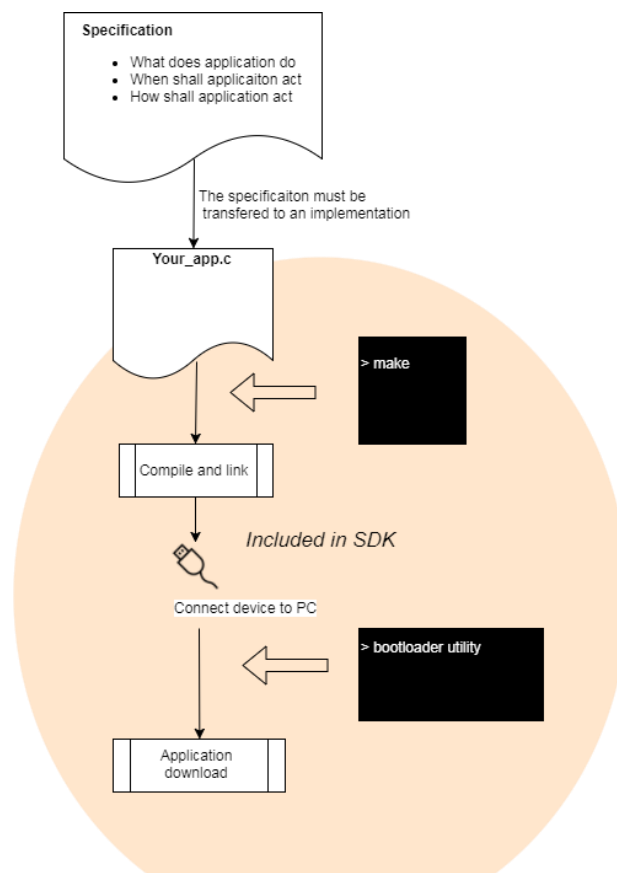 Specification
What does application do
When shall applicaiton act
How shall application act
The specificaiton must be
transfered to an implementation
Your_app.c
> make
Compile and link
Included in SDK
Connect device to PC
> bootloader utility
Application
download